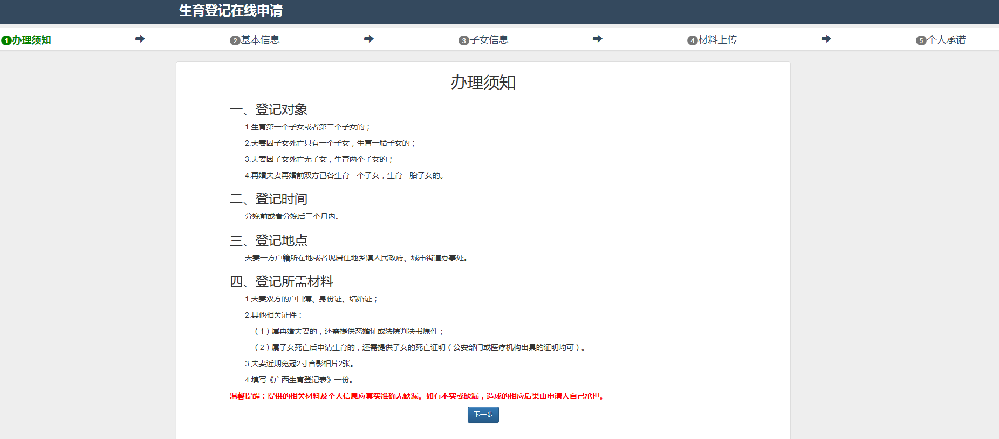 生育登记在线申请
1办理须知
2基本信息
3子女信息
4材料上传
5个人承诺
办理须知
一、登记对象
1.生育第一个子女或者第二个子女的；
2.夫妻因子女死亡只有一个子女，生育一胎子女的；
3.夫妻因子女死亡无子女，生育两个子女的；
4.再婚夫妻再婚前双方已各生育一个子女，生育一胎子女的。
二、登记时间
分娩前或者分娩后三个月内。
三、登记地点
夫妻一方户籍所在地或者现居住地乡镇人民政府、城市街道办事处。
四、登记所需材料
1.夫妻双方的户口簿、身份证、结婚证；
2.其他相关证件：
（1）属再婚夫妻的，还需提供离婚证或法院判决书原件；
（2）属子女死亡后申请生育的，还需提供子女的死亡证明（公安部门或医疗机构出具的证明均可）。
3.夫妻近期免冠2寸合影相片2张。
4.填写《广西生育登记表》一份。
温馨提醒：提供的相关材料及个人信息应真实准确无缺漏。如有不实或缺漏，造成的相应后果由申请人自己承担。
下一步